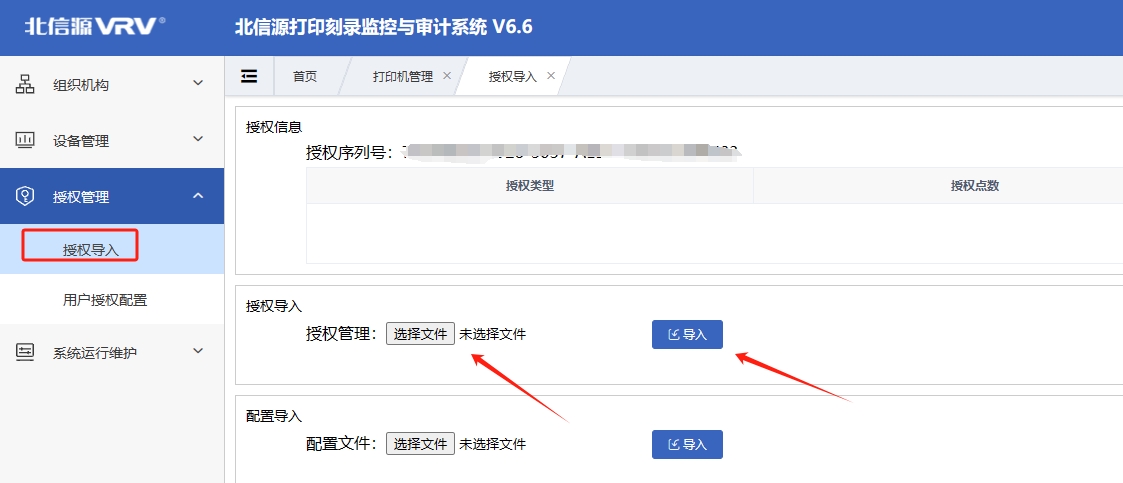 北信源VRV®
北信源打印刻录监控与审计系统 V6.6
组织机构
设备管理
授权管理
授权导入
用户授权配置
系统运行维护
首页
打印机管理 ×
授权导入 ×
授权信息
授权序列号：
授权类型
授权点数
授权导入
授权管理： 选择文件 未选择文件
导入
配置导入
配置文件： 选择文件 未选择文件
导入